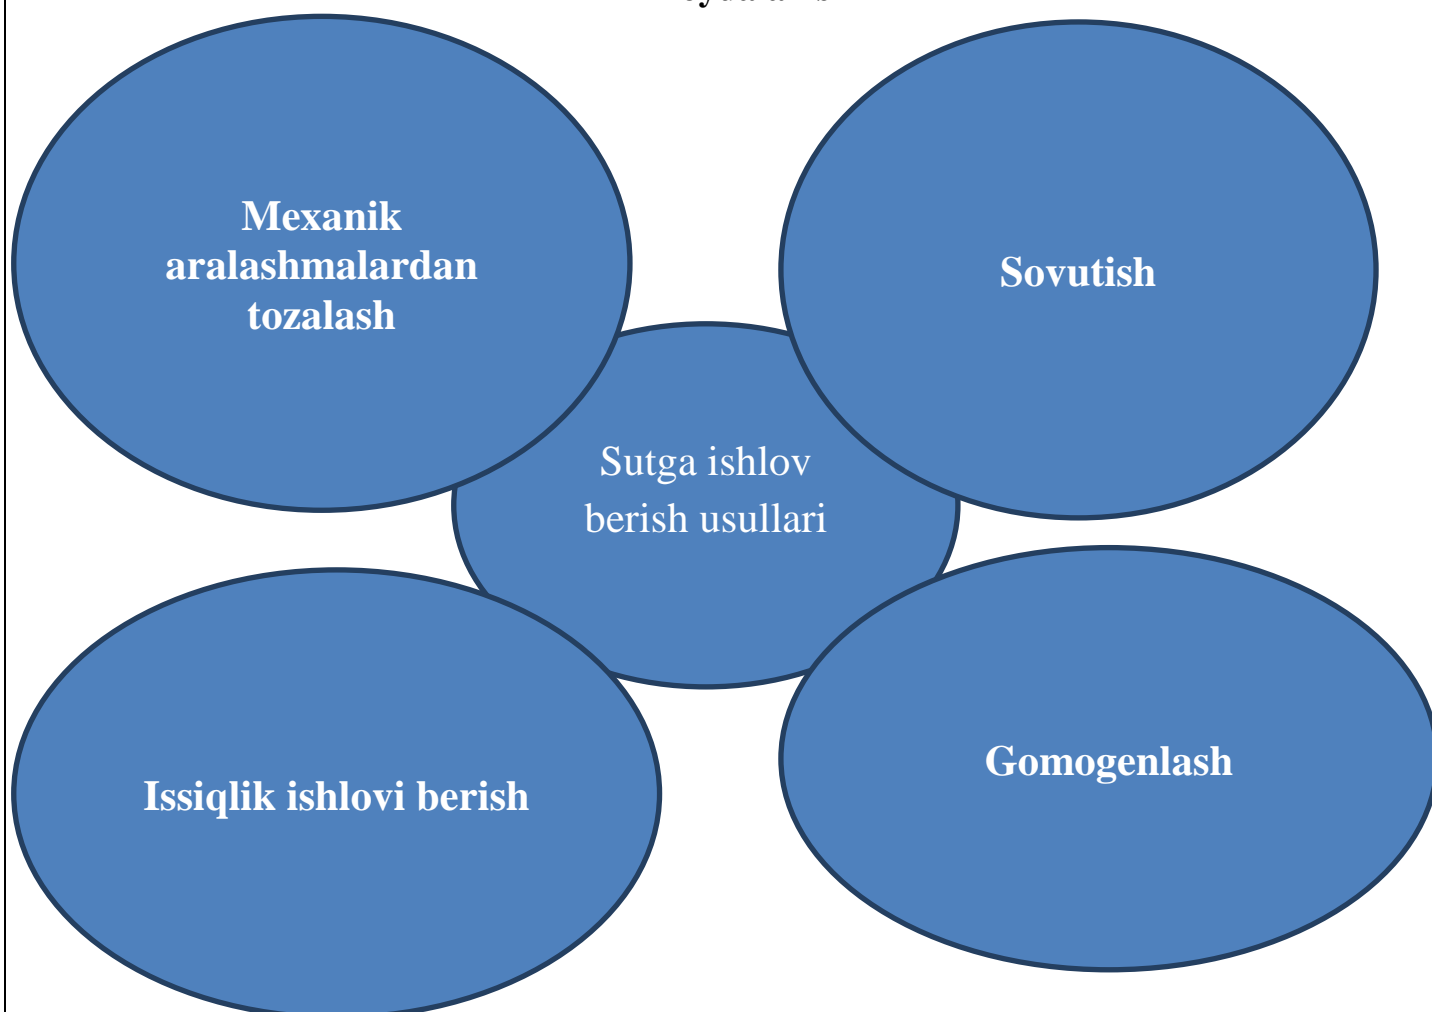 Mexanik
aralashmalardan
tozalash
Sovutish
Sutga ishlov
berish usullari
Issiqlik ishlovi berish
Gomogenlash